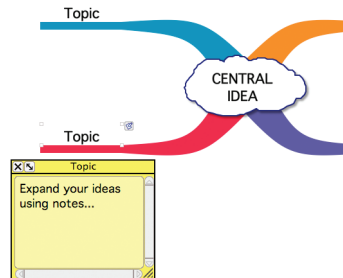 Topic
CENTRAL
IDEA
Topic
Topic
Expand your ideas
using notes...